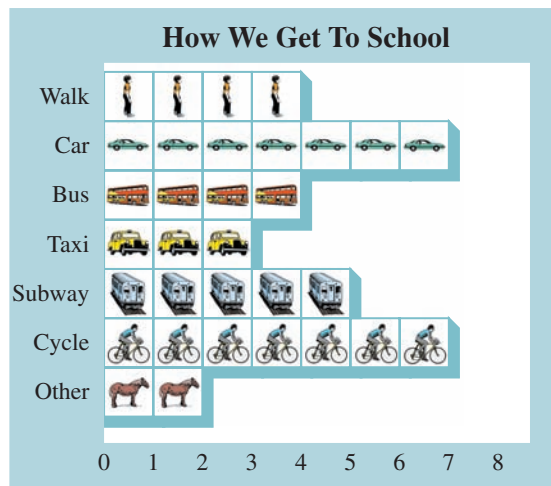 How We Get To School
Walk
Car
Bus
Taxi
Subway
Cycle
Other
0 1 2 3 4 5 6 7 8